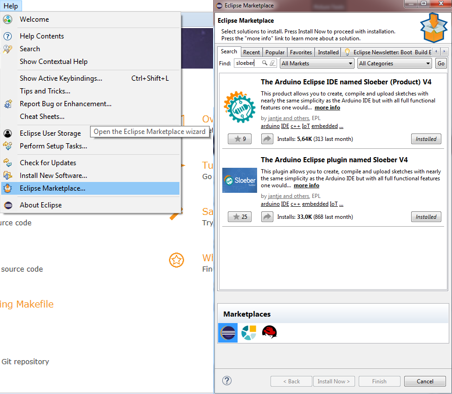 Help
Welcome
Help Contents
Search
Show Contextual Help
Show Active Keybindings... Ctrl+Shift+L
Tips and Tricks...
Report Bug or Enhancement...
Cheat Sheets...
Eclipse User Storage
Open the Eclipse Marketplace wizard
Perform Setup Tasks...
Check for Updates
Install New Software...
Eclipse Marketplace...
About Eclipse
Ov
Get
Tu
Go
Sa
Try
Wh
Fin
urce code
source code
ing Makefile
Git repository
Eclipse Marketplace
Eclipse Marketplace
Select solutions to install. Press Install Now to proceed with installation.
Press the "more info" link to learn more about a solution.
Search Recent Popular Favorites Installed Eclipse Newsletter: Boot Build E
Find: sloeber All Markets All Categories Go
The Arduino Eclipse IDE named Sloeber (Product) V4
This product allows you to create, compile and upload sketches with
nearly the same simplicity as the Arduino IDE but with all full functional
features one... more info
by jantje and others, EPL
arduino IDE c++ embedded IoT ...
9 Installs: 5,64K (313 last month) Installed
The Arduino Eclipse plugin named Sloeber V4
Sloeber
This plugin allows you to create, compile and upload sketches with
nearly the same simplicity as the Arduino IDE but with all full functional features
one would... more info
by jantje and others, EPL
arduino IDE c++ embedded IoT ...
25 Installs: 33,0K (868 last month) Installed
Marketplaces
< Back Install Now > Finish Cancel